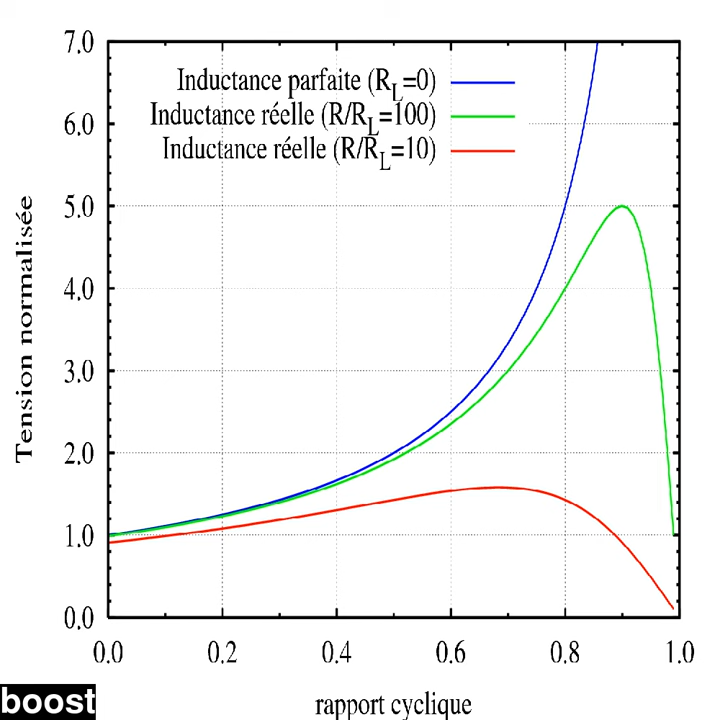 7.0
Inductance parfaite (RL=0)
Inductance réelle (R/RL=100)
Inductance réelle (R/RL=10)
6.0
5.0
4.0
3.0
2.0
1.0
0.0
Tension normalisée
0.0 0.2 0.4 0.6 0.8 1.0
rapport cyclique
boost